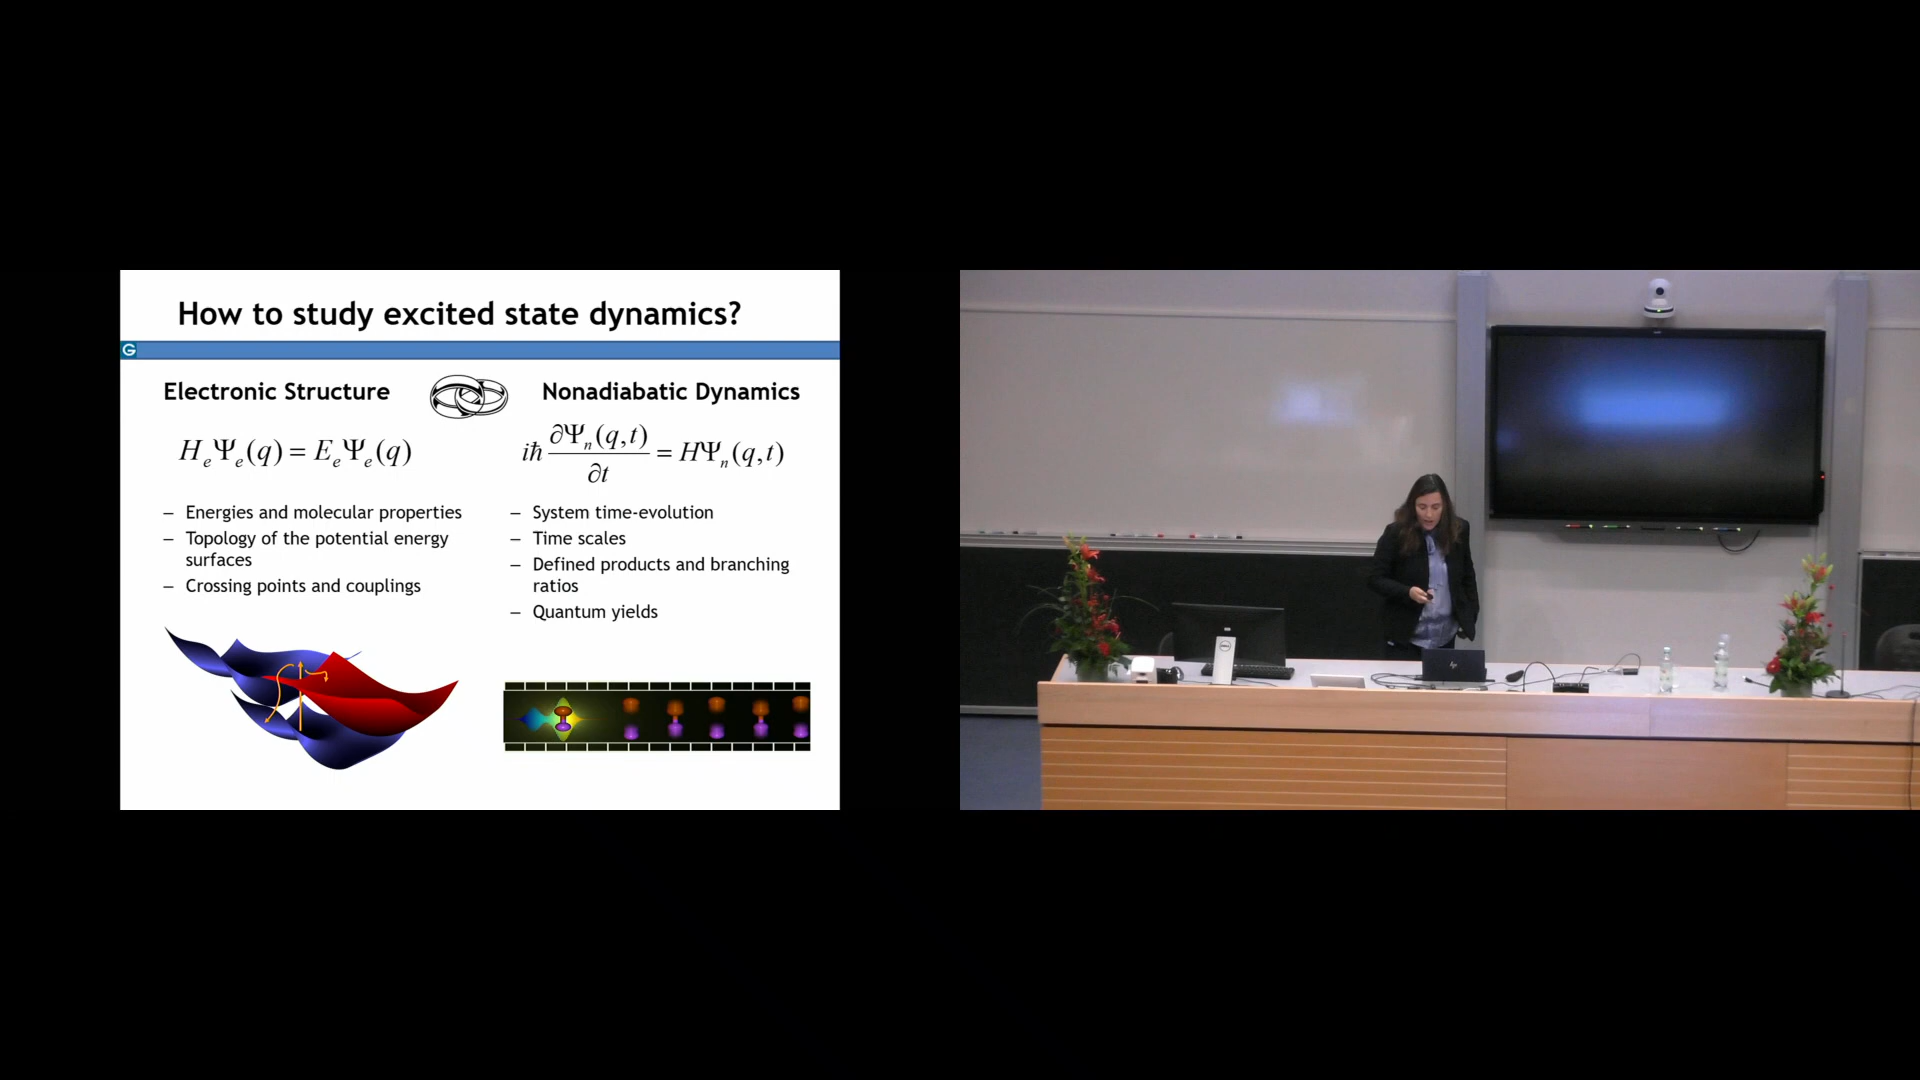 How to study excited state dynamics?
G
Electronic Structure
HₑΨₑ(q) = EₑΨₑ(q)
– Energies and molecular properties
– Topology of the potential energy
surfaces
– Crossing points and couplings
Nonadiabatic Dynamics
iħ ∂Ψₙ(q,t)/∂t = HΨₙ(q,t)
– System time-evolution
– Time scales
– Defined products and branching
ratios
– Quantum yields
DELL
hp